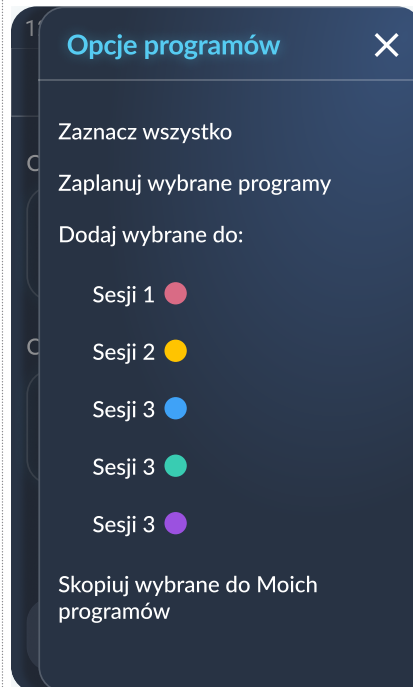 Opcje programów
Zaznacz wszystko
Zaplanuj wybrane programy
Dodaj wybrane do:
Sesji 1
Sesji 2
Sesji 3
Sesji 3
Sesji 3
Skopiuj wybrane do Moich
programów